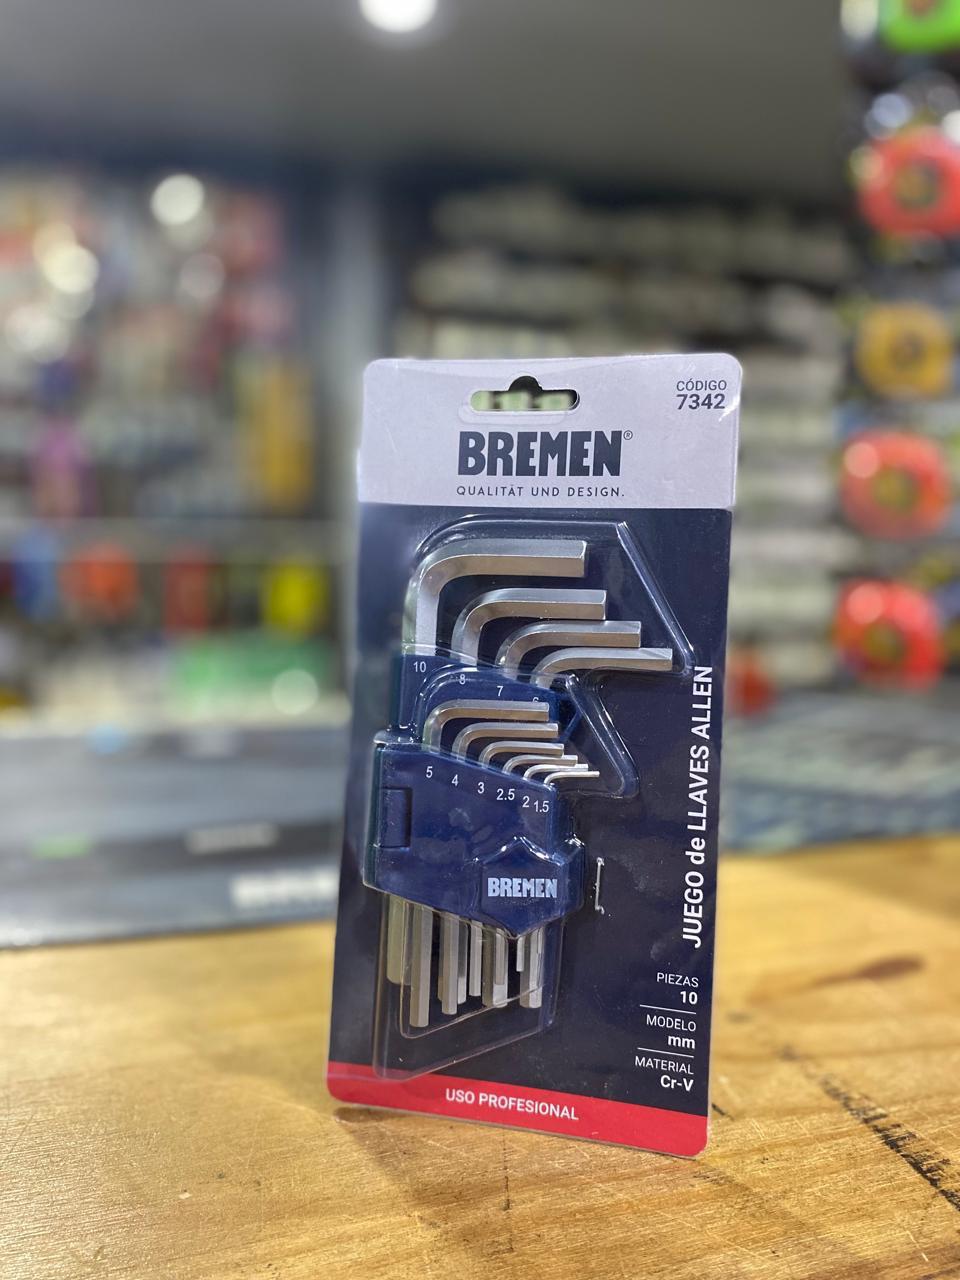 CÓDIGO
7342
BREMEN®
QUALITÄT UND DESIGN.
10 8 7 6
5 4 3 2.5 2 1.5
BREMEN
JUEGO de LLAVES ALLEN
PIEZAS
10
MODELO
mm
MATERIAL
Cr-V
USO PROFESIONAL